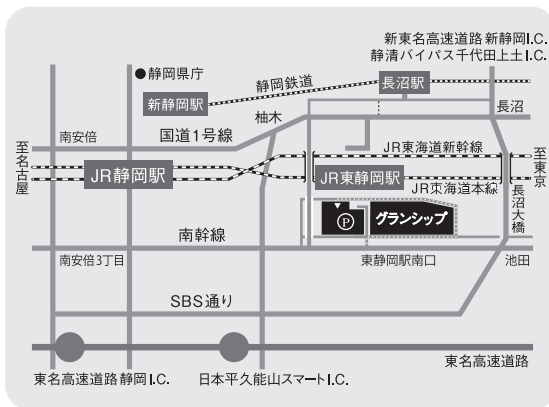 新東名高速道路 新静岡I.C.
静清バイパス千代田上土I.C.
●静岡県庁
静岡鉄道
長沼駅
新静岡駅
長沼
柚木
南安倍
国道1号線
至名古屋
JR東海道新幹線
至東京
JR静岡駅
JR東静岡駅
JR東海道本線
長沼大橋
P
グランシップ
南幹線
南安倍3丁目
東静岡駅南口
池田
SBS通り
東名高速道路
東名高速道路 静岡I.C.
日本平久能山スマートI.C.